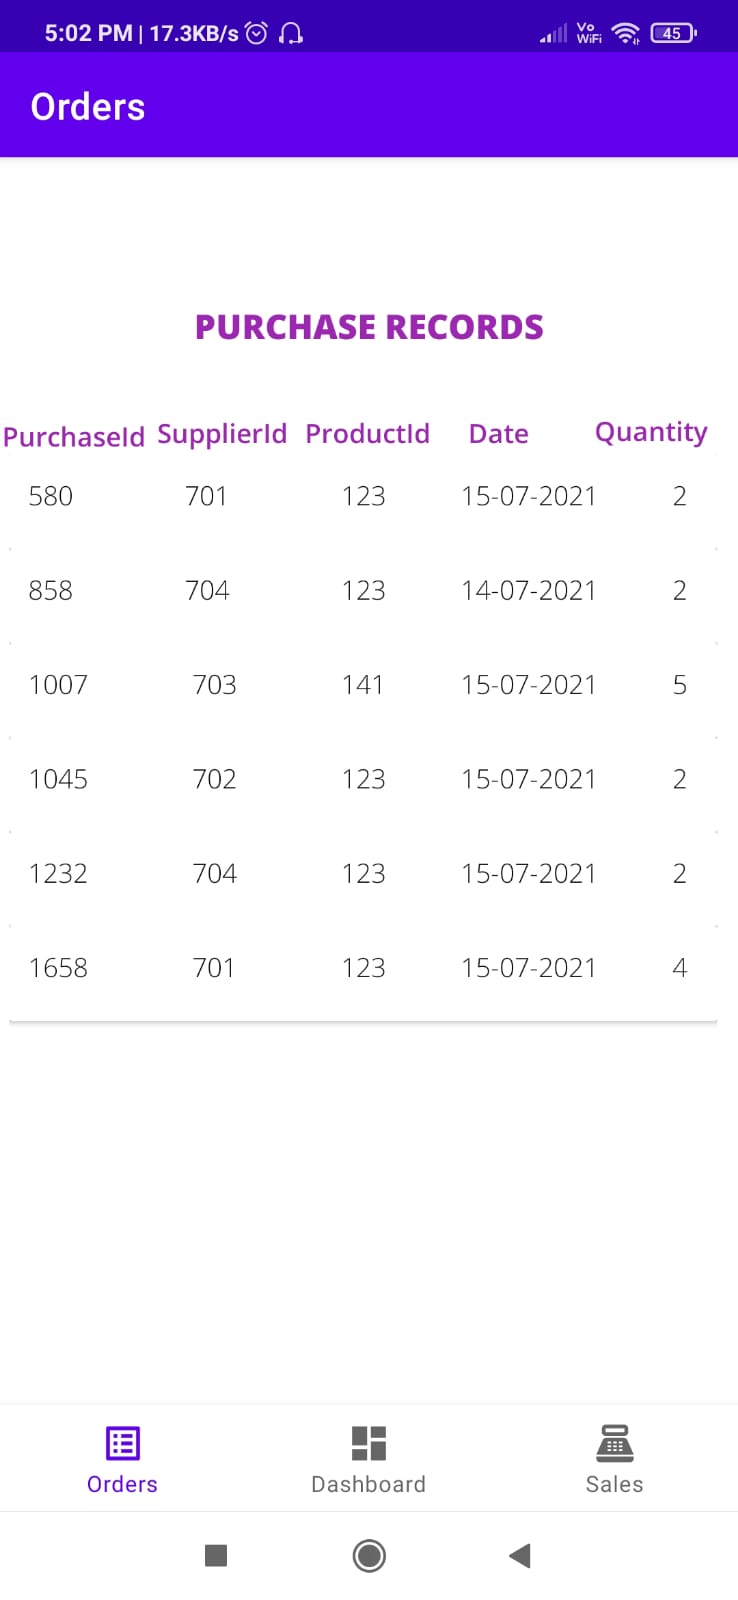 5:02 PM | 17.3KB/s Vo WiFi 45
Orders
PURCHASE RECORDS
PurchaseId SupplierId ProductId Date Quantity
580 701 123 15-07-2021 2
858 704 123 14-07-2021 2
1007 703 141 15-07-2021 5
1045 702 123 15-07-2021 2
1232 704 123 15-07-2021 2
1658 701 123 15-07-2021 4
Orders Dashboard Sales